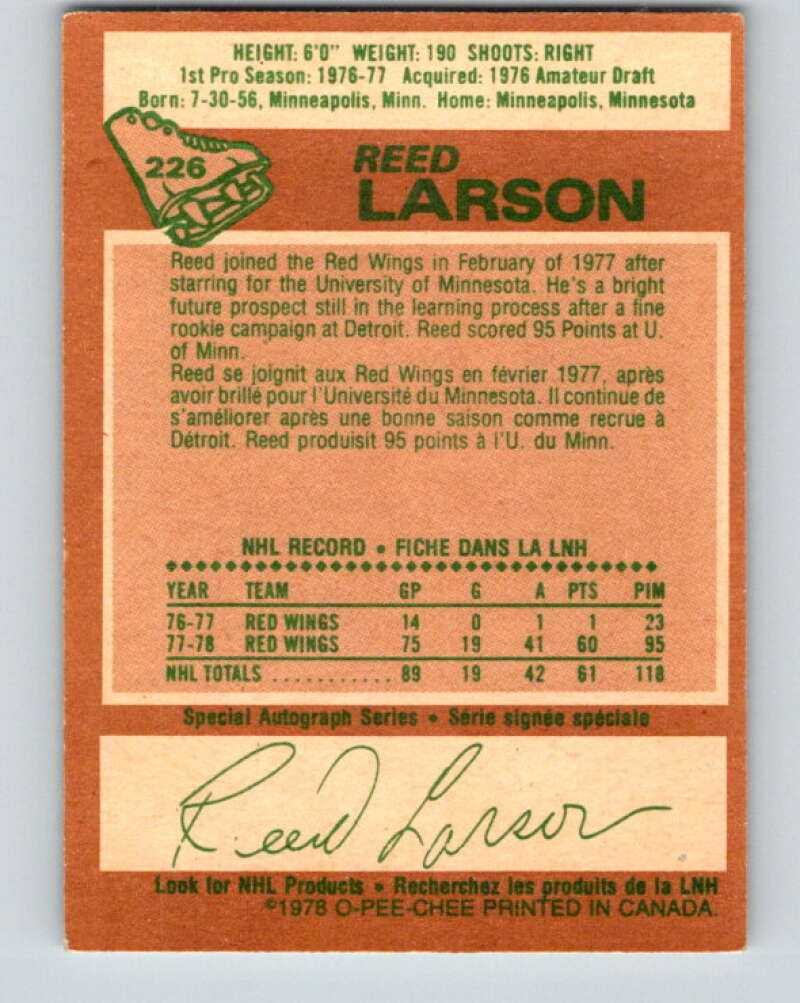 HEIGHT: 6'0" WEIGHT: 190 SHOOTS: RIGHT
1st Pro Season: 1976-77 Acquired: 1976 Amateur Draft
Born: 7-30-56, Minneapolis, Minn. Home: Minneapolis, Minnesota
226
REED
LARSON
Reed joined the Red Wings in February of 1977 after
starring for the University of Minnesota. He's a bright
future prospect still in the learning process after a fine
rookie campaign at Detroit. Reed scored 95 Points at U.
of Minn.
Reed se joignit aux Red Wings en février 1977, après
avoir brillé pour l'Université du Minnesota. Il continue de
s'améliorer après une bonne saison comme recrue à
Détroit. Reed produisit 95 points à l'U. du Minn.
NHL RECORD • FICHE DANS LA LNH
YEAR TEAM GP G A PTS PIM
76-77 RED WINGS 14 0 1 1 23
77-78 RED WINGS 75 19 41 60 95
NHL TOTALS ........... 89 19 42 61 118
Special Autograph Series • Série signée spéciale
Reed Larson
Look for NHL Products • Recherchez les produits de la LNH
©1978 O-PEE-CHEE PRINTED IN CANADA.